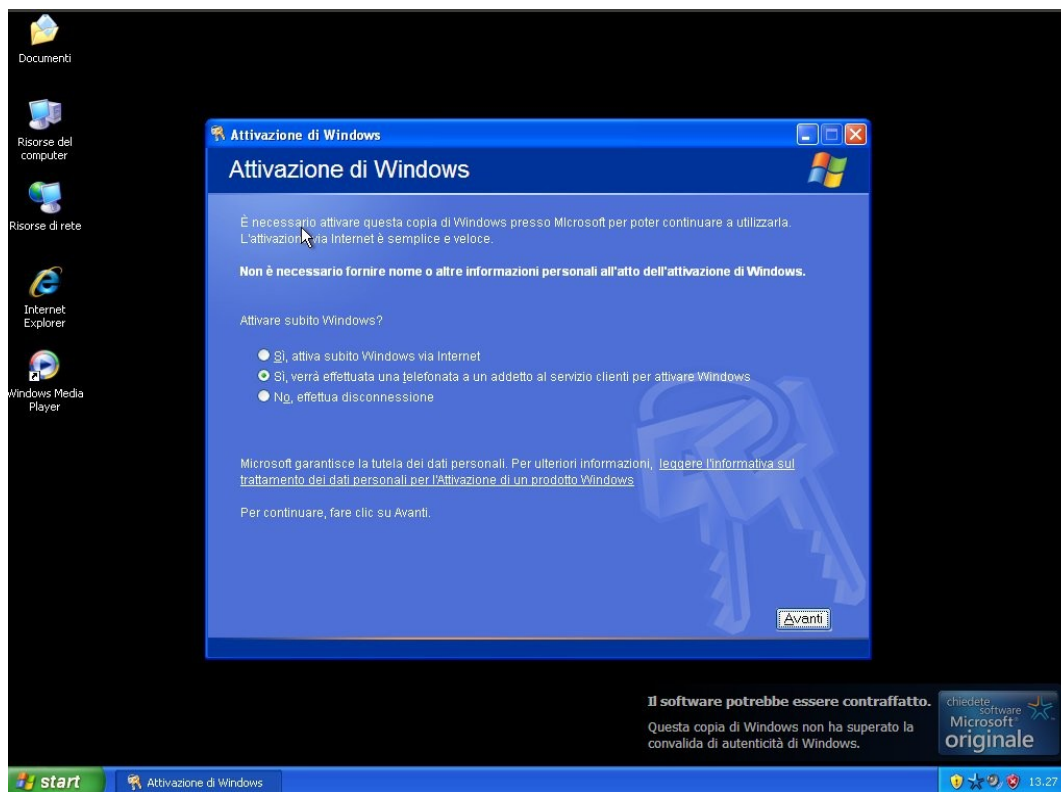 Documenti
Risorse del
computer
Risorse di rete
Internet
Explorer
Windows Media
Player
Attivazione di Windows
Attivazione di Windows
È necessario attivare questa copia di Windows presso MIcrosoft per poter continuare a utilizzarla.
L'attivazione via Internet è semplice e veloce.
Non è necessario fornire nome o altre informazioni personali all'atto dell'attivazione di Windows.
Attivare subito Windows?
Sì, attiva subito Windows via Internet
Sì, verrà effettuata una telefonata a un addetto al servizio clienti per attivare Windows
No, effettua disconnessione
Microsoft garantisce la tutela dei dati personali. Per ulteriori informazioni, leggere l'informativa sul
trattamento dei dati personali per l'Attivazione di un prodotto Windows
Per continuare, fare clic su Avanti.
Avanti
Il software potrebbe essere contraffatto.
Questa copia di Windows non ha superato la
convalida di autenticità di Windows.
chiedete
software
Microsoft
originale
start
Attivazione di Windows
13.27